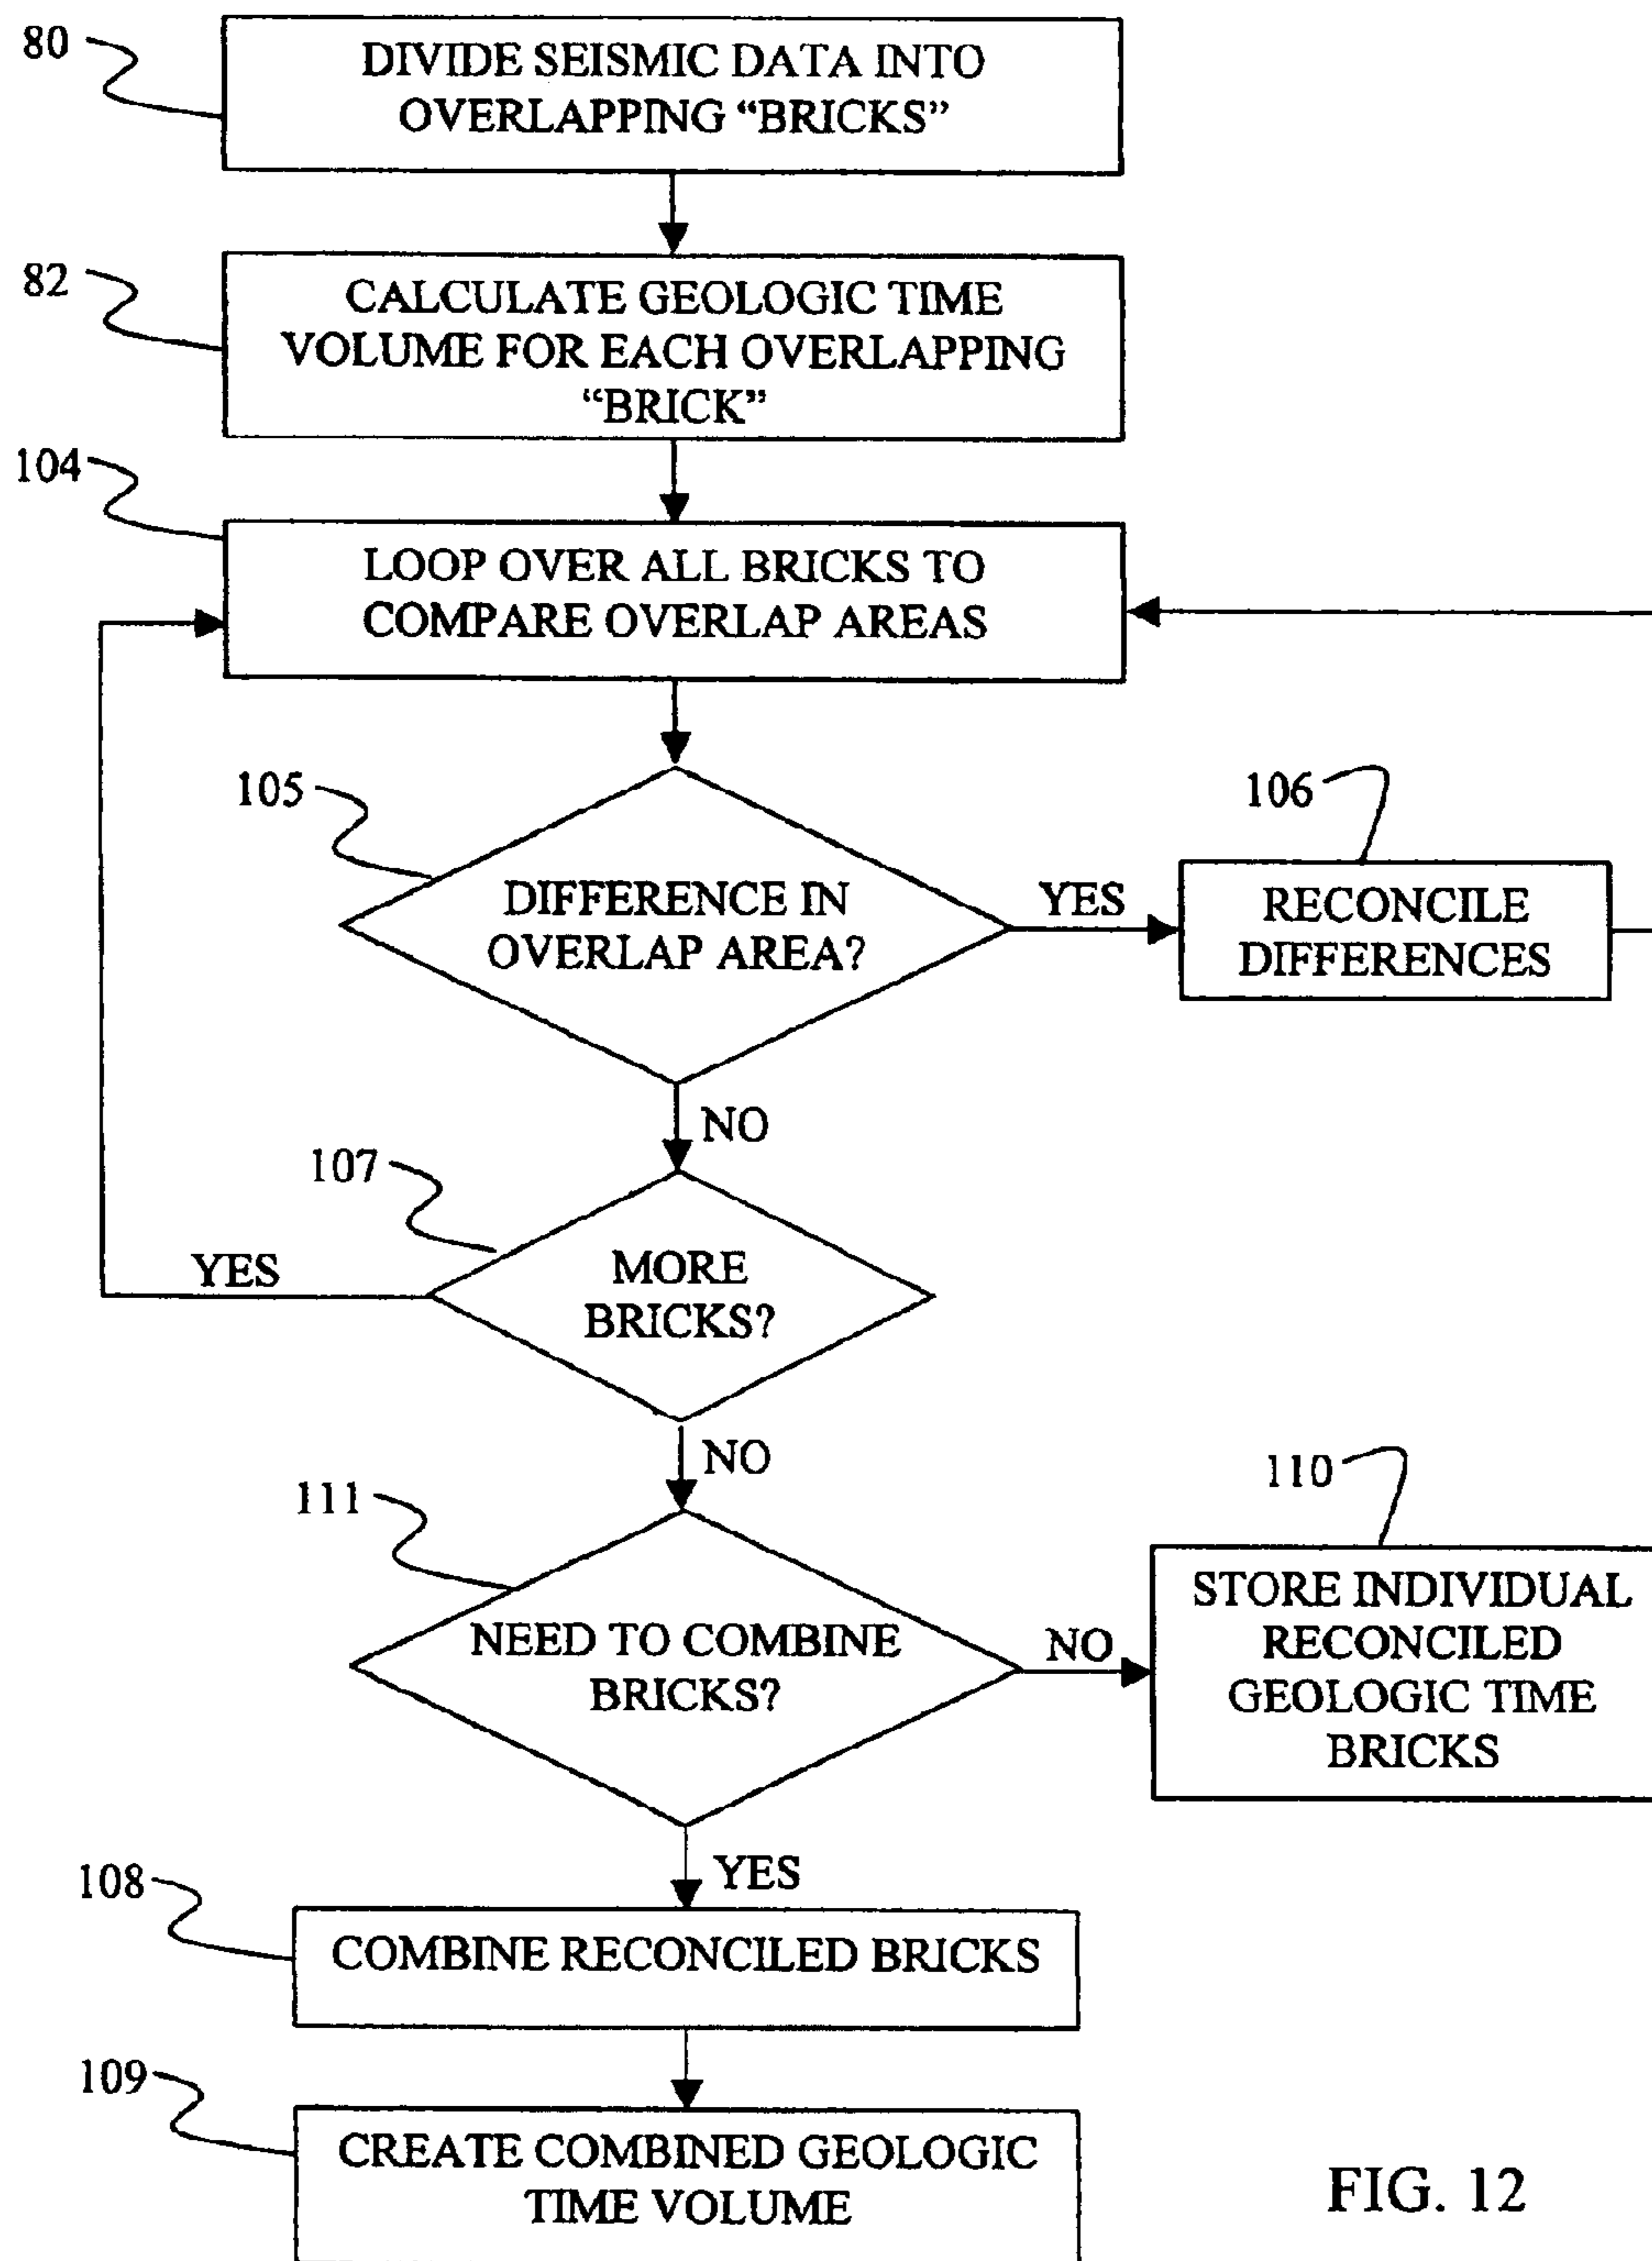 80
DIVIDE SEISMIC DATA INTO
OVERLAPPING “BRICKS”
82
CALCULATE GEOLOGIC TIME
VOLUME FOR EACH OVERLAPPING
“BRICK”
104
LOOP OVER ALL BRICKS TO
COMPARE OVERLAP AREAS
105
DIFFERENCE IN
OVERLAP AREA?
YES
106
RECONCILE
DIFFERENCES
NO
107
MORE
BRICKS?
YES
NO
111
NEED TO COMBINE
BRICKS?
NO
110
STORE INDIVIDUAL
RECONCILED
GEOLOGIC TIME
BRICKS
YES
108
COMBINE RECONCILED BRICKS
109
CREATE COMBINED GEOLOGIC
TIME VOLUME
FIG. 12